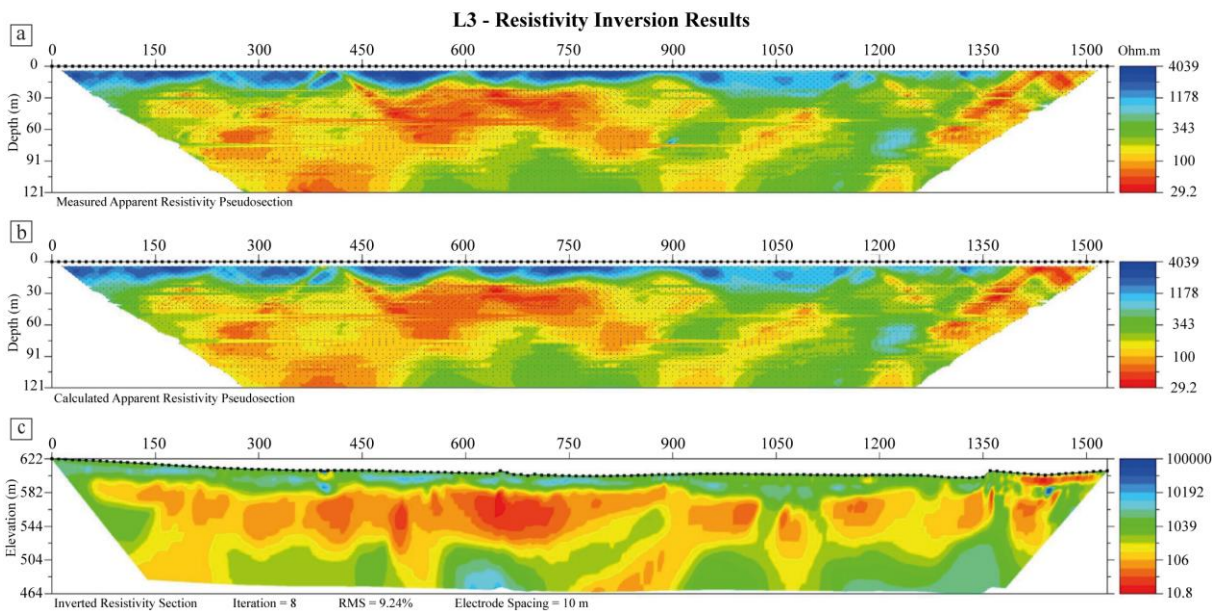 L3 - Resistivity Inversion Results
a
0 150 300 450 600 750 900 1050 1200 1350 1500 Ohm.m
0
30
60
91
121
Depth (m)
4039
1178
343
100
29.2
Measured Apparent Resistivity Pseudosection
b
0 150 300 450 600 750 900 1050 1200 1350 1500
0
30
60
91
121
Depth (m)
4039
1178
343
100
29.2
Calculated Apparent Resistivity Pseudosection
c
0 150 300 450 600 750 900 1050 1200 1350 1500
622
582
544
504
464
Elevation (m)
100000
10192
1039
106
10.8
Inverted Resistivity Section Iteration = 8 RMS = 9.24% Electrode Spacing = 10 m